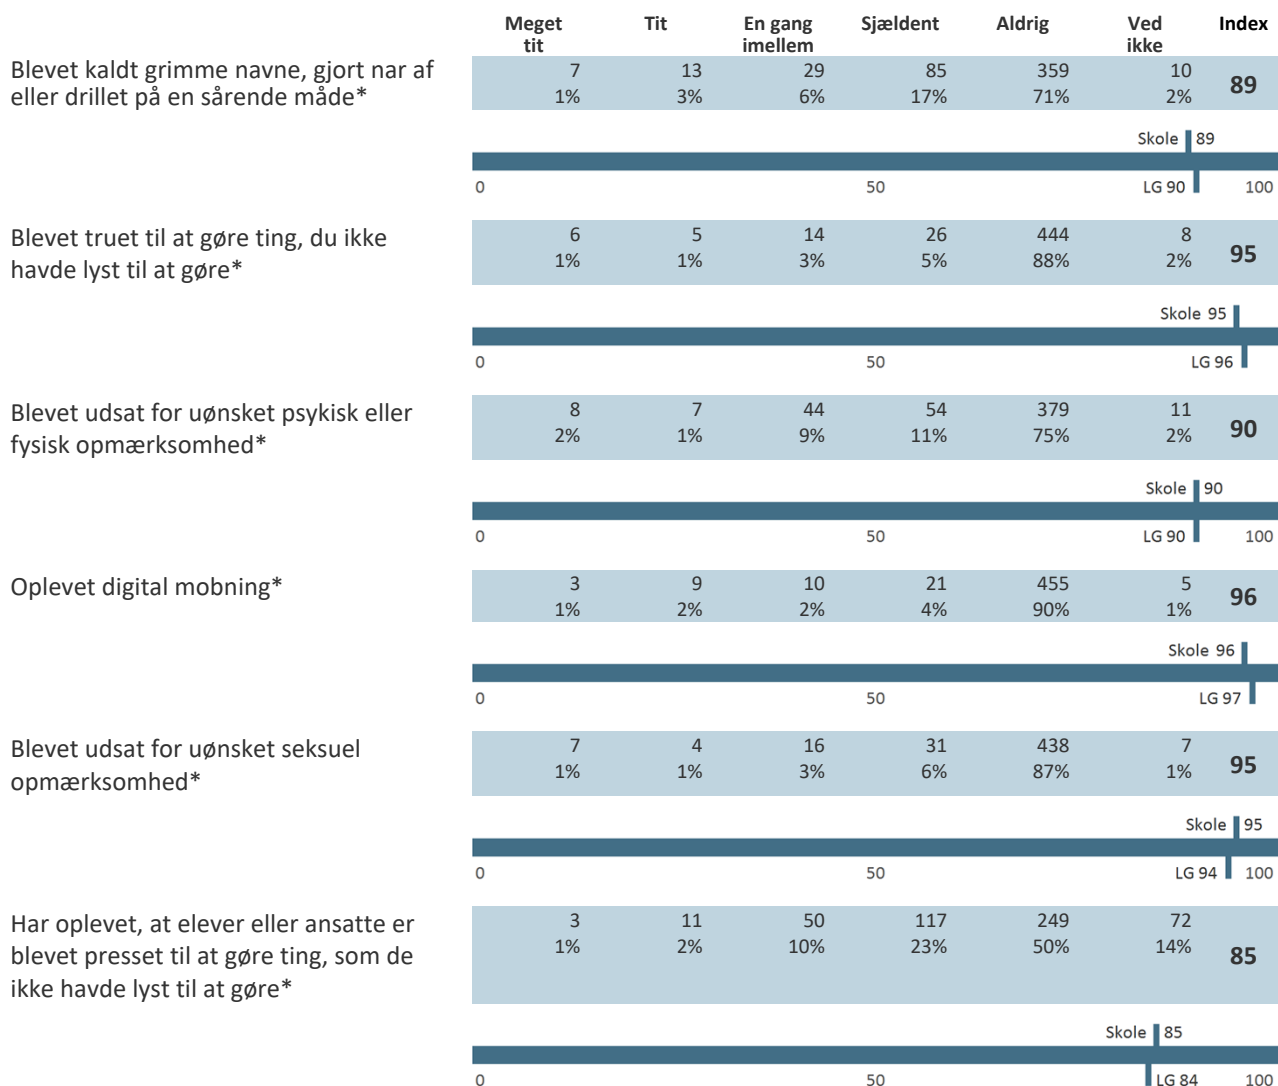 Meget tit Tit En gang imellem Sjældent Aldrig Ved ikke Index
Blevet kaldt grimme navne, gjort nar af 7 13 29 85 359 10 89
eller drillet på en sårende måde* 1% 3% 6% 17% 71% 2%
Skole 89
0 50 LG 90 100
Blevet truet til at gøre ting, du ikke 6 5 14 26 444 8 95
havde lyst til at gøre* 1% 1% 3% 5% 88% 2%
Skole 95
0 50 LG 96
Blevet udsat for uønsket psykisk eller 8 7 44 54 379 11 90
fysisk opmærksomhed* 2% 1% 9% 11% 75% 2%
Skole 90
0 50 LG 90 100
Oplevet digital mobning* 3 9 10 21 455 5 96
1% 2% 2% 4% 90% 1%
Skole 96
0 50 LG 97
Blevet udsat for uønsket seksuel 7 4 16 31 438 7 95
opmærksomhed* 1% 1% 3% 6% 87% 1%
Skole 95
0 50 LG 94 100
Har oplevet, at elever eller ansatte er 3 11 50 117 249 72 85
blevet presset til at gøre ting, som de 1% 2% 10% 23% 50% 14%
ikke havde lyst til at gøre*
Skole 85
0 50 LG 84 100